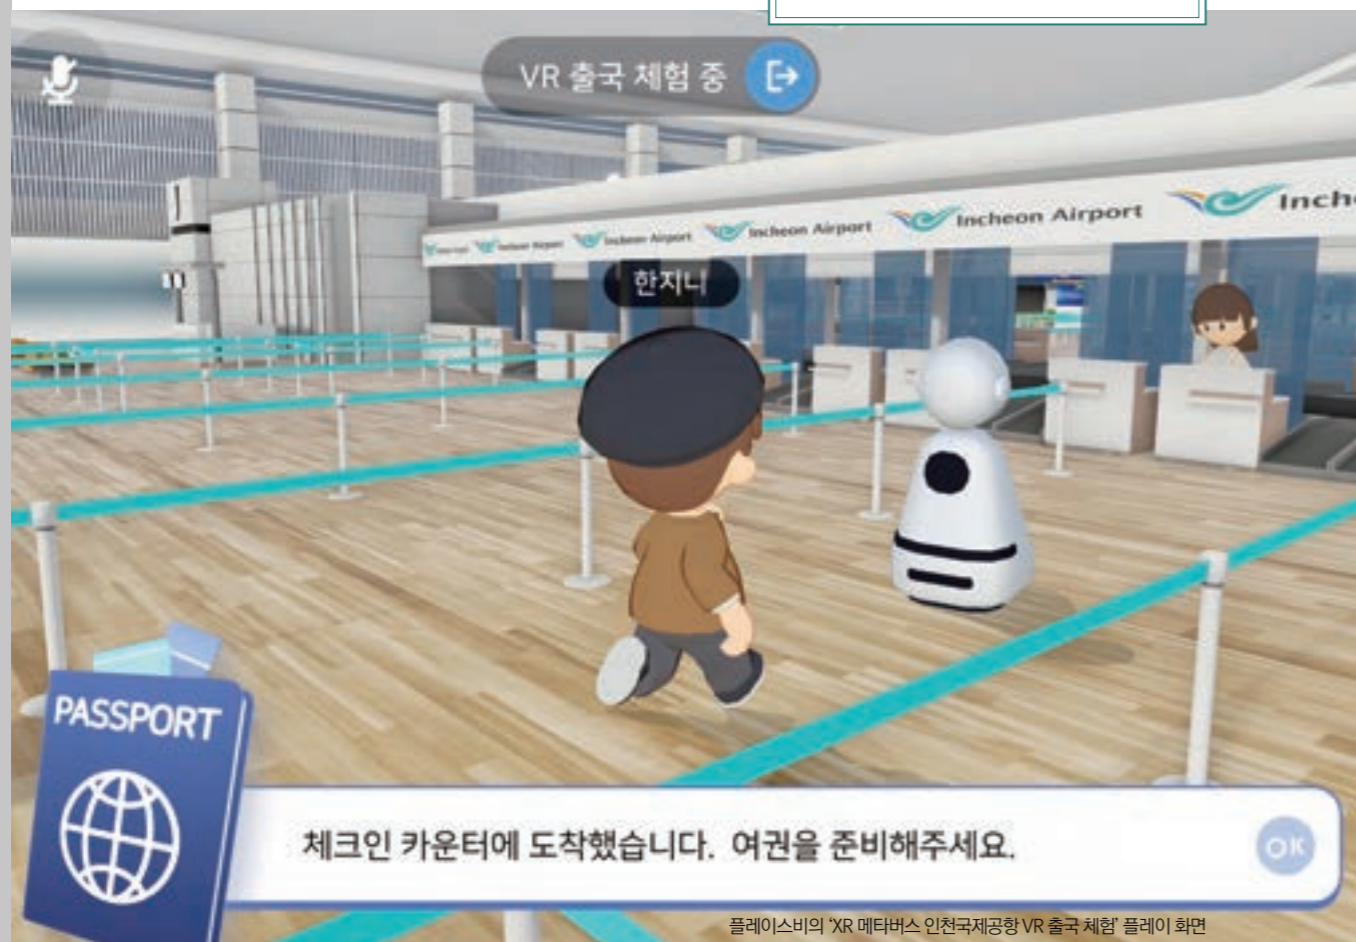 VR 출국 체험 중
Incheon Airport
Incheon Airport
Incheon Airport
Incheon Airport
한지니
PASSPORT
체크인 카운터에 도착했습니다. 여권을 준비해주세요.
OK
플레이스비의 ‘XR 메타버스 인천국제공항 VR 출국 체험’ 플레이 화면